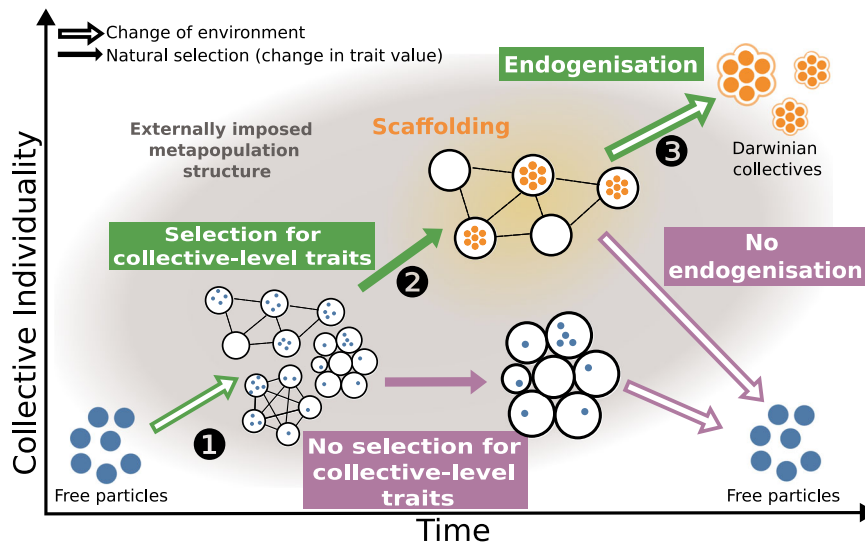 Change of environment
Natural selection (change in trait value)
Endogenisation
Externally imposed
metapopulation
structure
Scaffolding
3
Darwinian
collectives
Selection for
collective-level traits
2
No
endogenisation
1
No selection for
collective-level
traits
Free particles
Free particles
Collective Individuality
Time